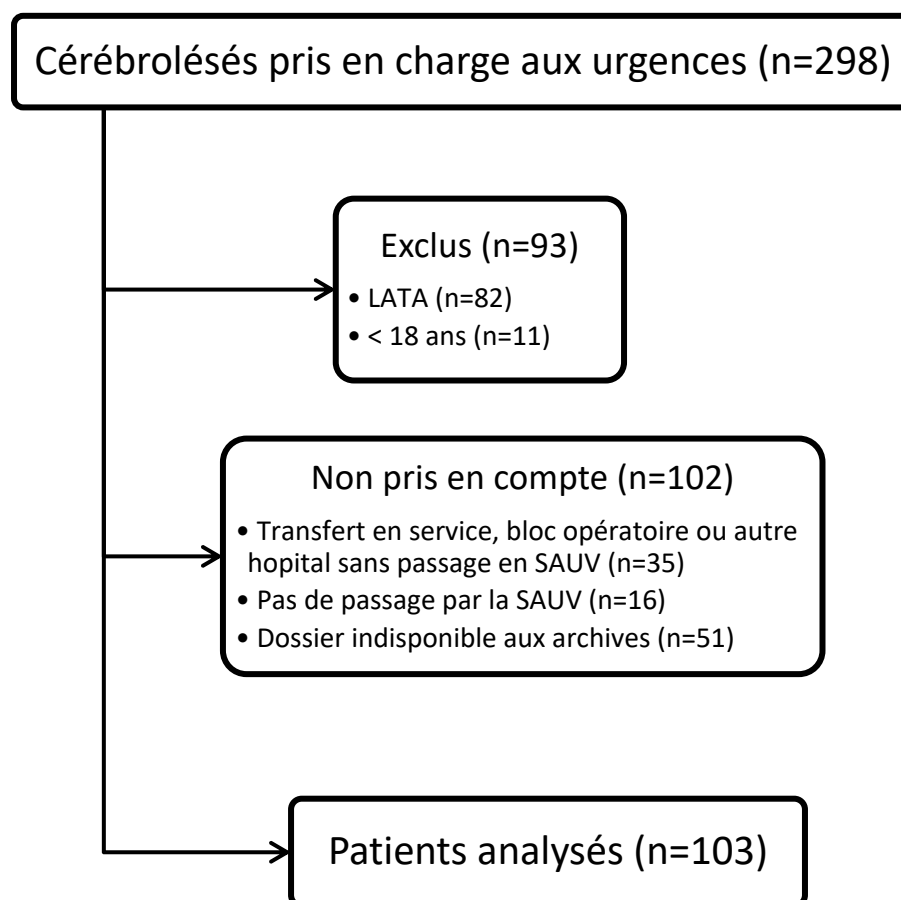 Cérébrolésés pris en charge aux urgences (n=298)
Exclus (n=93)
• LATA (n=82)
• < 18 ans (n=11)
Non pris en compte (n=102)
• Transfert en service, bloc opératoire ou autre
hopital sans passage en SAUV (n=35)
• Pas de passage par la SAUV (n=16)
• Dossier indisponible aux archives (n=51)
Patients analysés (n=103)